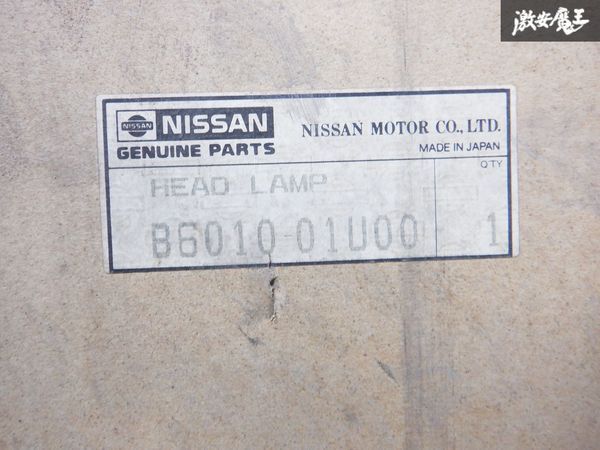 激安魔王
NISSAN NISSAN
GENUINE PARTS
NISSAN MOTOR CO., LTD.
MADE IN JAPAN
QTY
HEAD LAMP
B6010-01U00 1